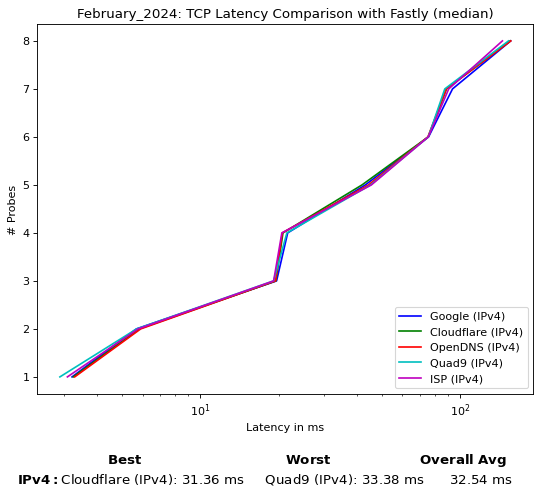 February_2024: TCP Latency Comparison with Fastly (median)
8
7
6
5
4
3
2
1
# Probes
Google (IPv4)
Cloudflare (IPv4)
OpenDNS (IPv4)
Quad9 (IPv4)
ISP (IPv4)
10¹ 10²
Latency in ms
Best Worst Overall Avg
IPv4: Cloudflare (IPv4): 31.36 ms Quad9 (IPv4): 33.38 ms 32.54 ms